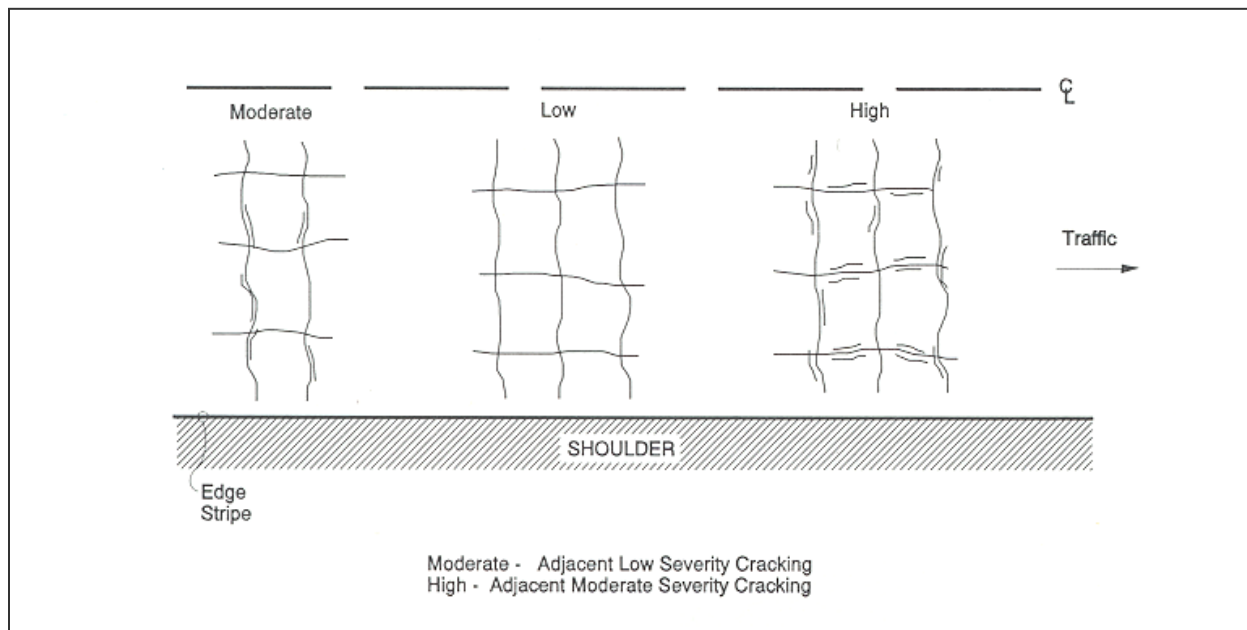 ℄
Moderate
Low
High
Traffic
SHOULDER
Edge
Stripe
Moderate - Adjacent Low Severity Cracking
High - Adjacent Moderate Severity Cracking